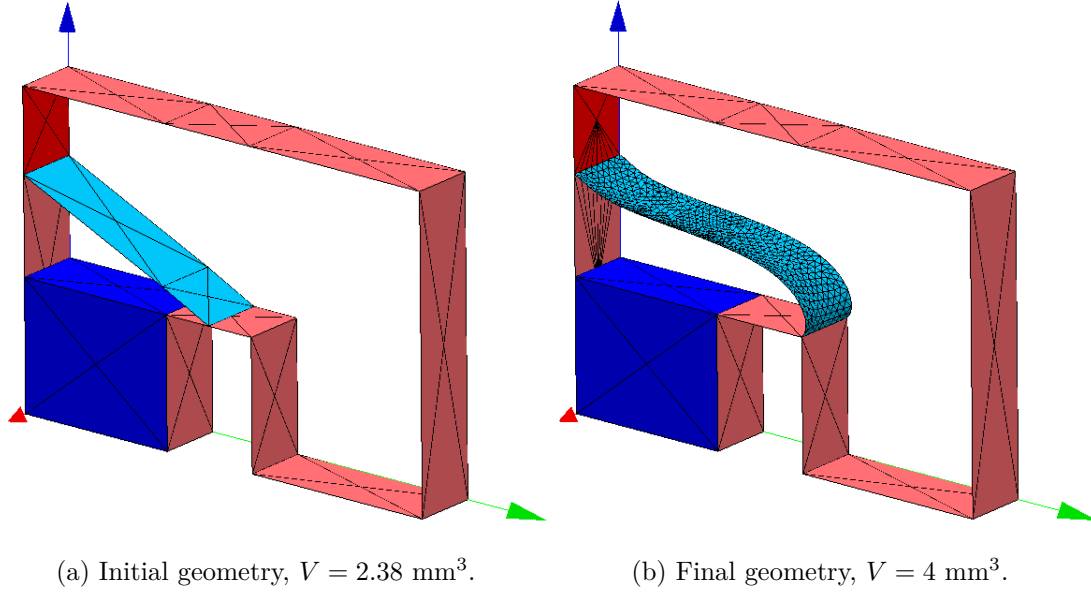 (a) Initial geometry, V = 2.38 mm³.
(b) Final geometry, V = 4 mm³.